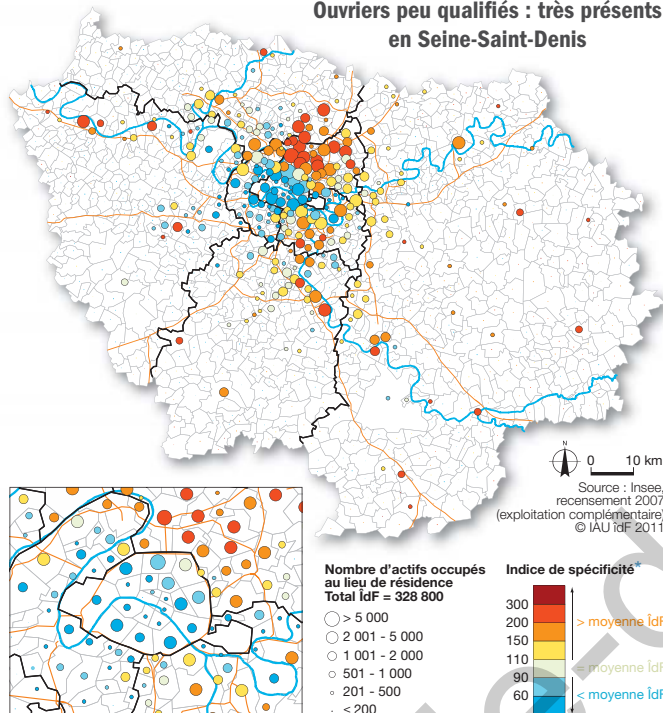 Ouvriers peu qualifiés : très présents
en Seine-Saint-Denis
N
0 10 km
Source : Insee,
recensement 2007
(exploitation complémentaire)
© IAU îdF 2011
Nombre d'actifs occupés
au lieu de résidence
Total ÎdF = 328 800
> 5 000
2 001 - 5 000
1 001 - 2 000
501 - 1 000
201 - 500
≤ 200
Indice de spécificité*
300
200
150
110
90
60
> moyenne ÎdF
= moyenne ÎdF
< moyenne ÎdF